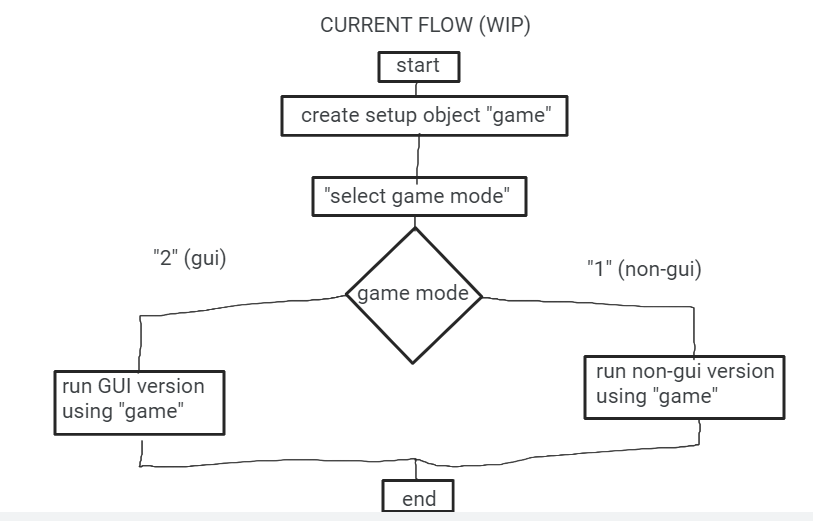 CURRENT FLOW (WIP)
start
create setup object "game"
"select game mode"
"2" (gui)
"1" (non-gui)
game mode
run GUI version
using "game"
run non-gui version
using "game"
end